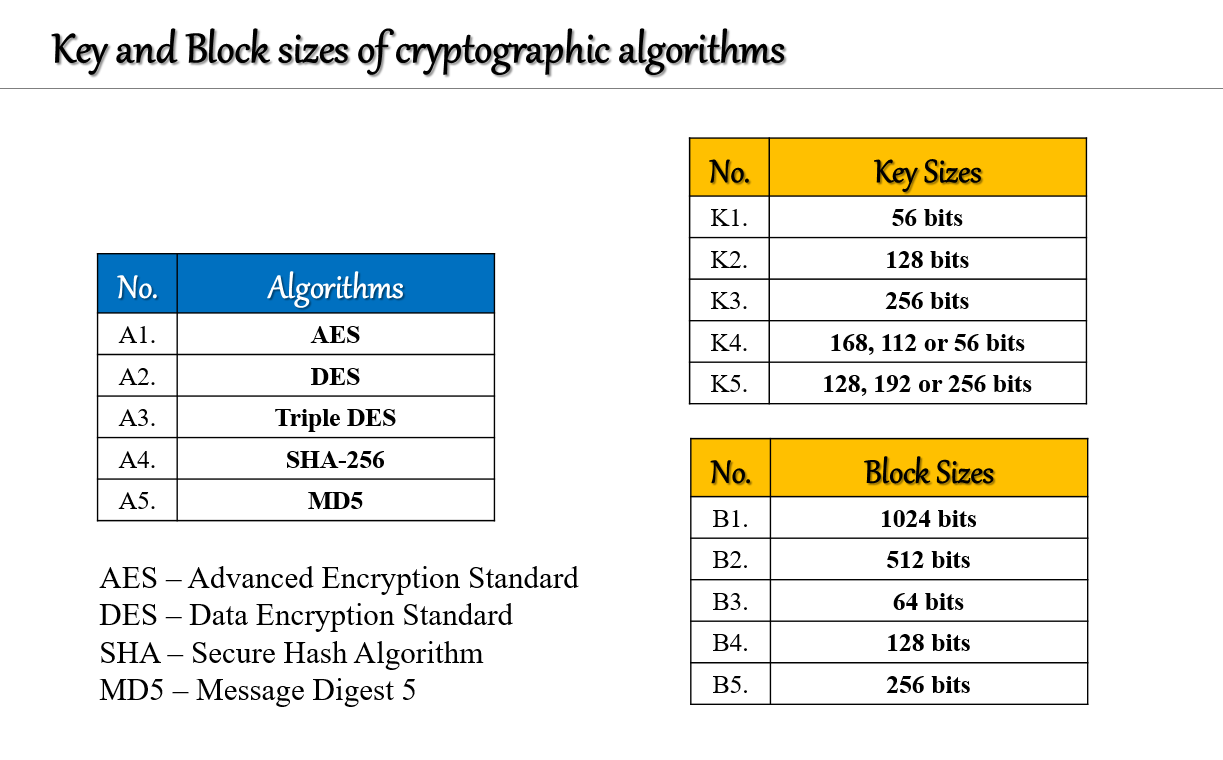 Key and Block sizes of cryptographic algorithms
No. Algorithms
A1. AES
A2. DES
A3. Triple DES
A4. SHA-256
A5. MD5
AES – Advanced Encryption Standard
DES – Data Encryption Standard
SHA – Secure Hash Algorithm
MD5 – Message Digest 5
No. Key Sizes
K1. 56 bits
K2. 128 bits
K3. 256 bits
K4. 168, 112 or 56 bits
K5. 128, 192 or 256 bits
No. Block Sizes
B1. 1024 bits
B2. 512 bits
B3. 64 bits
B4. 128 bits
B5. 256 bits